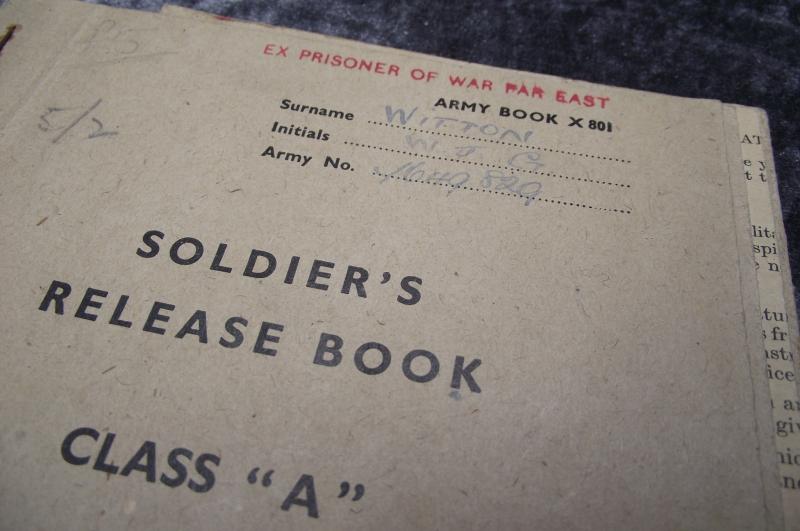 EX PRISONER OF WAR FAR EAST
ARMY BOOK X 801
Surname WITTON
Initials W J G
Army No. 1649829
5/2
SOLDIER'S
RELEASE BOOK
CLASS "A"